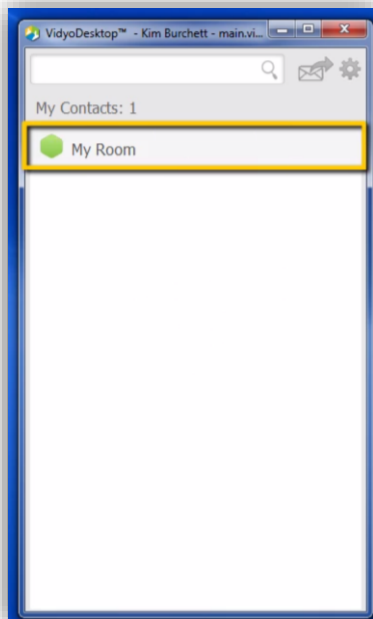 VidyoDesktop™ - Kim Burchett - main.vi...
My Contacts: 1
My Room